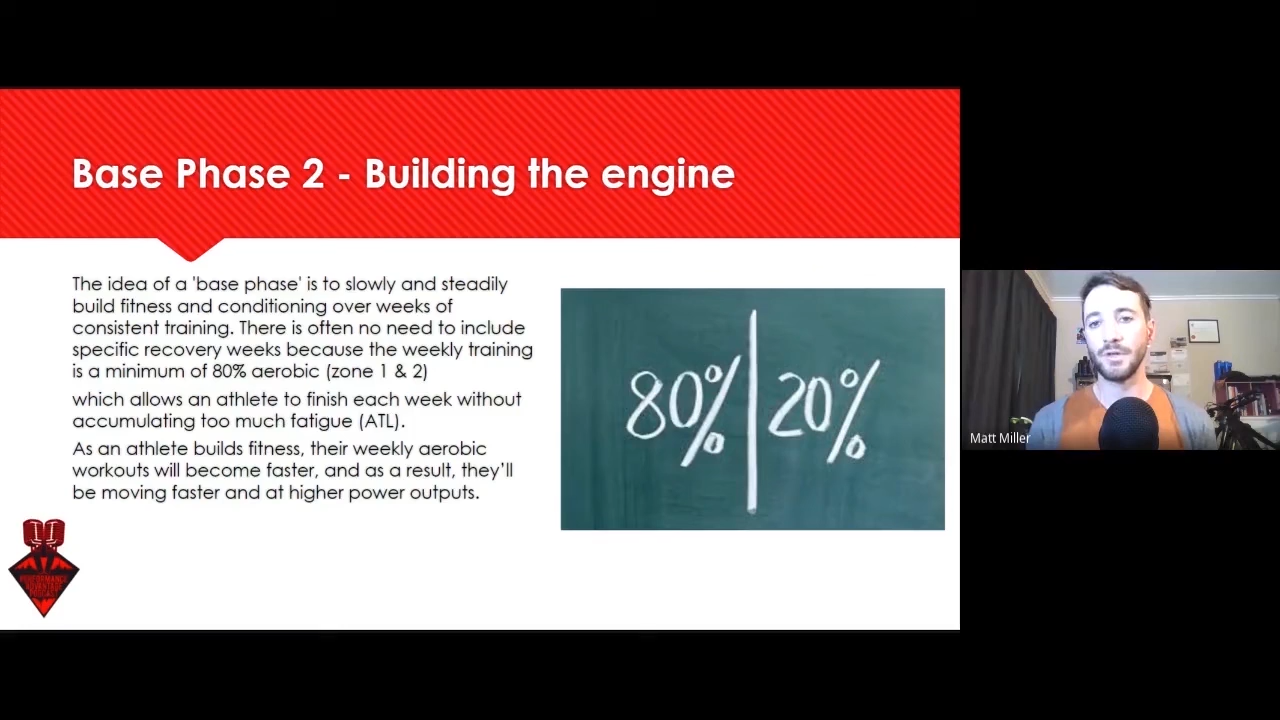 Base Phase 2 - Building the engine
The idea of a 'base phase' is to slowly and steadily
build fitness and conditioning over weeks of
consistent training. There is often no need to include
specific recovery weeks because the weekly training
is a minimum of 80% aerobic (zone 1 & 2)
which allows an athlete to finish each week without
accumulating too much fatigue (ATL).
As an athlete builds fitness, their weekly aerobic
workouts will become faster, and as a result, they'll
be moving faster and at higher power outputs.
80% 20%
PERFORMANCE
ADVANTAGE
PODCAST
Matt Miller